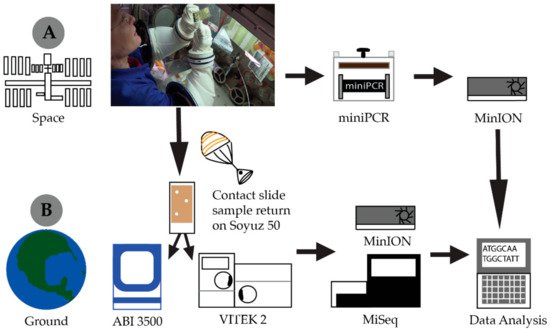 A
Space
miniPCR
miniPCR
MinION
Contact slide
sample return
on Soyuz 50
B
Ground
ABI 3500
VITEK 2
MinION
MiSeq
ATGGCAA
TGGCTATT
Data Analysis